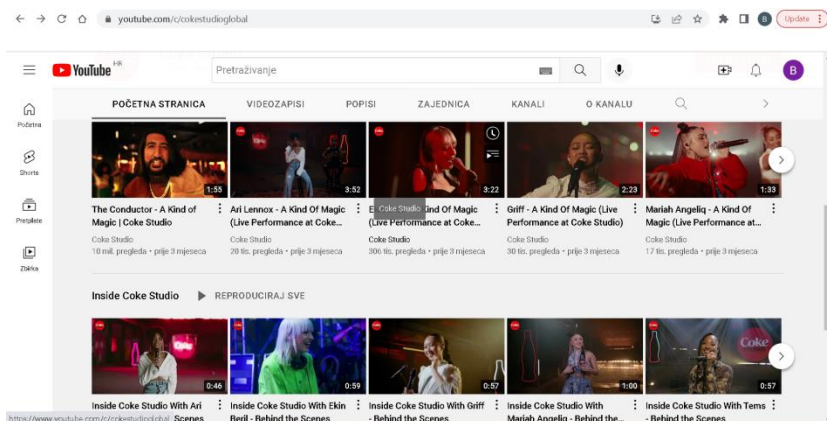 youtube.com/c/cokestudioglobal
B
Update
YouTube HR
Pretraživanje
B
POČETNA STRANICA VIDEOZAPISI POPISI ZAJEDNICA KANALI O KANALU
Početna
Shorts
Pretplate
Zbirka
1:55
3:52
3:22
2:23
1:33
The Conductor - A Kind of
Magic | Coke Studio
Coke Studio
10 mil. pregleda • prije 3 mjeseca
Ari Lennox - A Kind Of Magic
(Live Performance at Coke...
Coke Studio
20 tis. pregleda • prije 3 mjeseca
E Coke Studio Kind Of Magic
(Live Performance at Coke...
Coke Studio
306 tis. pregleda • prije 3 mjeseca
Griff - A Kind Of Magic (Live
Performance at Coke Studio)
Coke Studio
30 tis. pregleda • prije 3 mjeseca
Mariah Angeliq - A Kind Of
Magic (Live Performance at...
Coke Studio
17 tis. pregleda • prije 3 mjeseca
Inside Coke Studio REPRODUCIRAJ SVE
Coke
0:46
0:59
0:57
1:00
0:57
Inside Coke Studio With Ari
Scenes
Inside Coke Studio With Ekin
Beril - Behind the Scenes
Inside Coke Studio With Griff
- Behind the Scenes
Inside Coke Studio With
Mariah Angeliq - Behind the...
Inside Coke Studio With Tems
- Behind the Scenes
https://www.youtube.com/c/cokestudioglobal